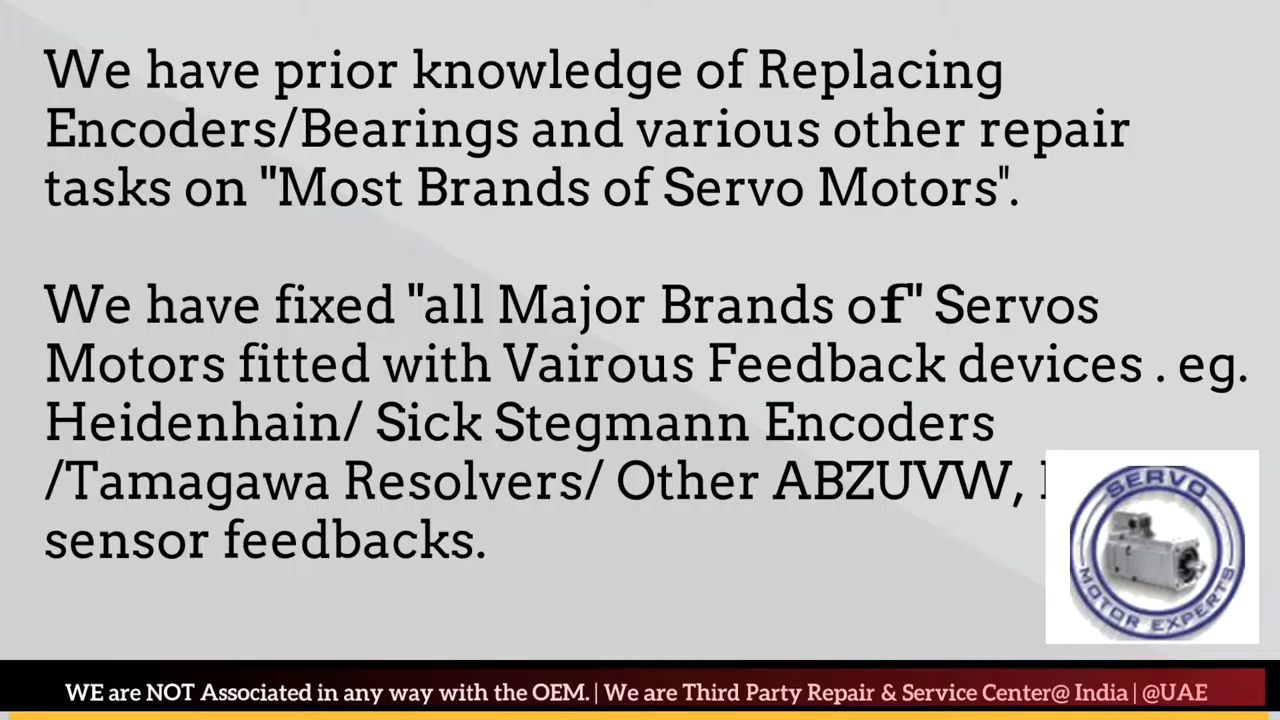 We have prior knowledge of Replacing
Encoders/Bearings and various other repair
tasks on "Most Brands of Servo Motors".
We have fixed "all Major Brands of" Servos
Motors fitted with Vairous Feedback devices . eg.
Heidenhain/ Sick Stegmann Encoders
/Tamagawa Resolvers/ Other ABZUVW,
sensor feedbacks.
SERVO
MOTOR EXPERTS
WE are NOT Associated in any way with the OEM. | We are Third Party Repair & Service Center@ India | @UAE